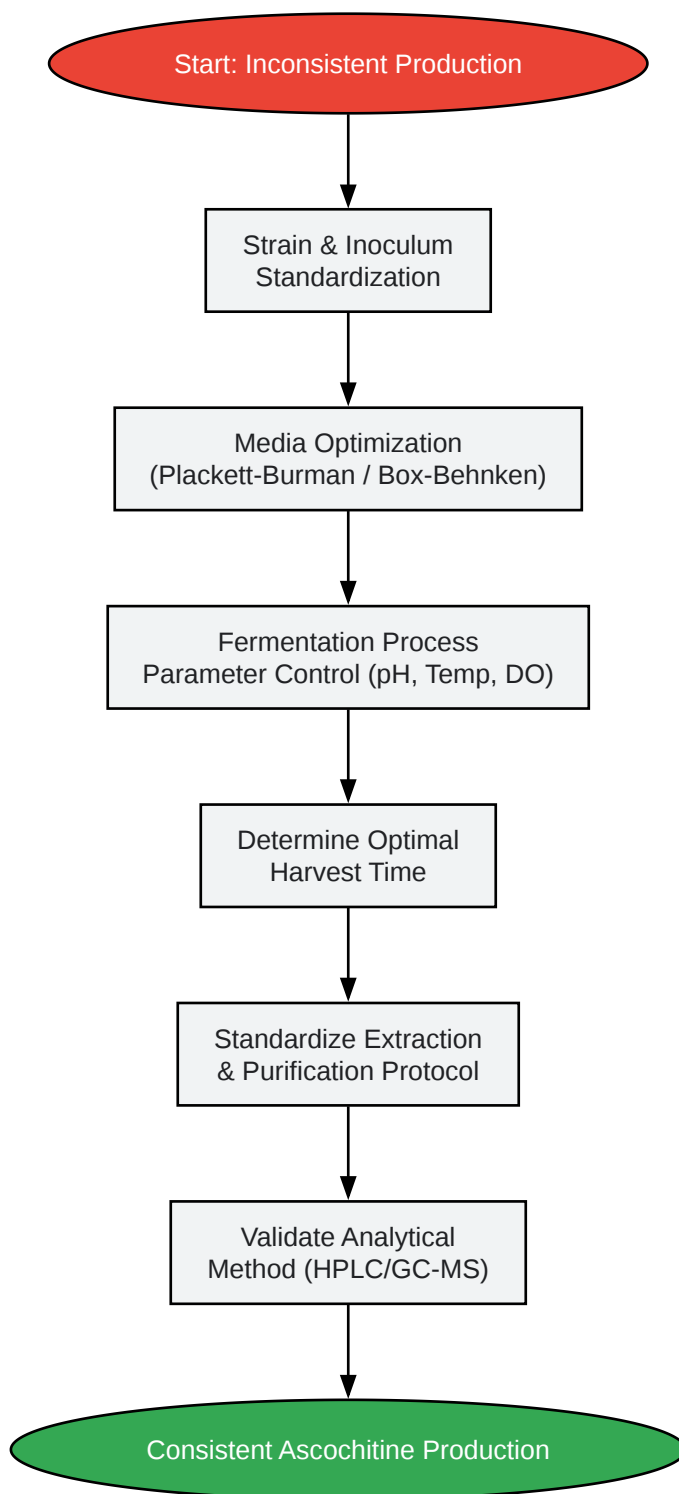 Start: Inconsistent Production
Strain & Inoculum
Standardization
Media Optimization
(Plackett-Burman / Box-Behnken)
Fermentation Process
Parameter Control (pH, Temp, DO)
Determine Optimal
Harvest Time
Standardize Extraction
& Purification Protocol
Validate Analytical
Method (HPLC/GC-MS)
Consistent Ascochitine Production